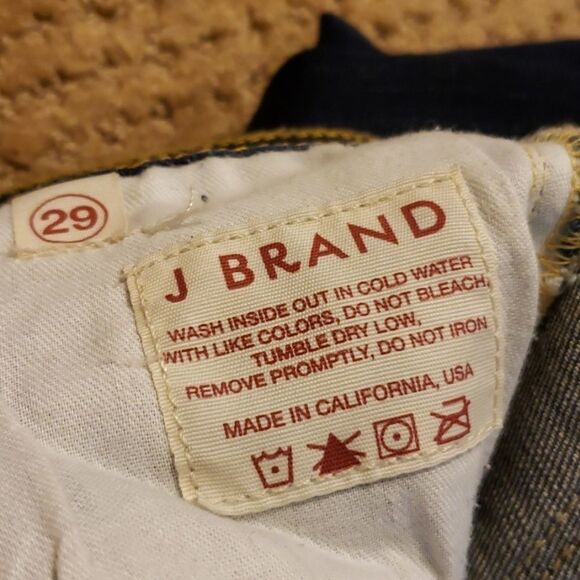 29
J BRAND
WASH INSIDE OUT IN COLD WATER
WITH LIKE COLORS, DO NOT BLEACH,
TUMBLE DRY LOW,
REMOVE PROMPTLY, DO NOT IRON
MADE IN CALIFORNIA, USA